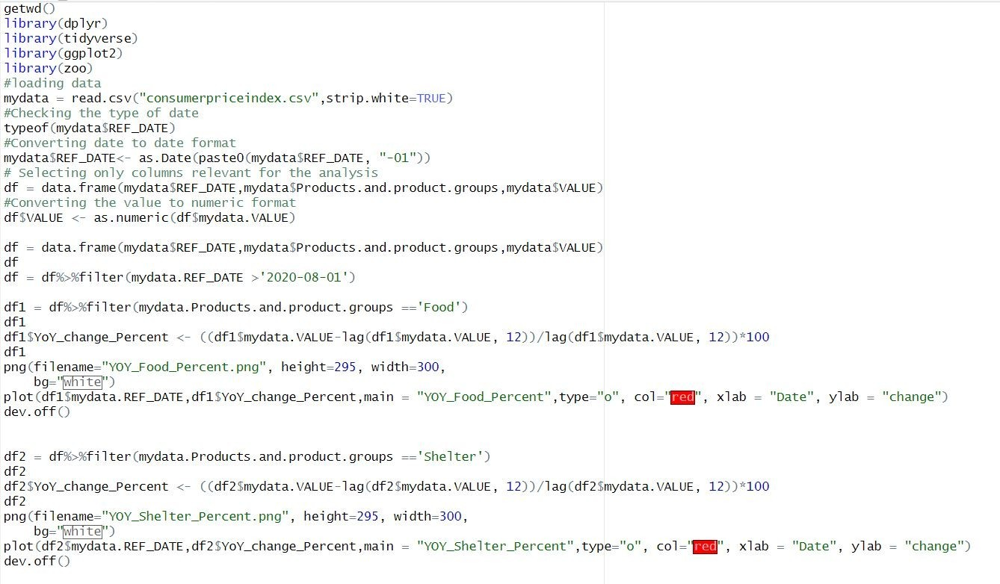 getwd()
library(dplyr)
library(tidyverse)
library(ggplot2)
library(zoo)
#loading data
mydata = read.csv("consumerpriceindex.csv",strip.white=TRUE)
#Checking the type of date
typeof(mydata$REF_DATE)
#Converting date to date format
mydata$REF_DATE<- as.Date(paste0(mydata$REF_DATE, "-01"))
# Selecting only columns relevant for the analysis
df = data.frame(mydata$REF_DATE,mydata$Products.and.product.groups,mydata$VALUE)
#Converting the value to numeric format
df$VALUE <- as.numeric(df$mydata.VALUE)
df = data.frame(mydata$REF_DATE,mydata$Products.and.product.groups,mydata$VALUE)
df
df = df%>%filter(mydata.REF_DATE >'2020-08-01')
df1 = df%>%filter(mydata.Products.and.product.groups =='Food')
df1
df1$YoY_change_Percent <- ((df1$mydata.VALUE-lag(df1$mydata.VALUE, 12))/lag(df1$mydata.VALUE, 12))*100
df1
png(filename="YOY_Food_Percent.png", height=295, width=300,
    bg="white")
plot(df1$mydata.REF_DATE,df1$YoY_change_Percent,main = "YOY_Food_Percent",type="o", col="red", xlab = "Date", ylab = "change")
dev.off()
df2 = df%>%filter(mydata.Products.and.product.groups =='Shelter')
df2
df2$YoY_change_Percent <- ((df2$mydata.VALUE-lag(df2$mydata.VALUE, 12))/lag(df2$mydata.VALUE, 12))*100
df2
png(filename="YOY_Shelter_Percent.png", height=295, width=300,
    bg="white")
plot(df2$mydata.REF_DATE,df2$YoY_change_Percent,main = "YOY_Shelter_Percent",type="o", col="red", xlab = "Date", ylab = "change")
dev.off()